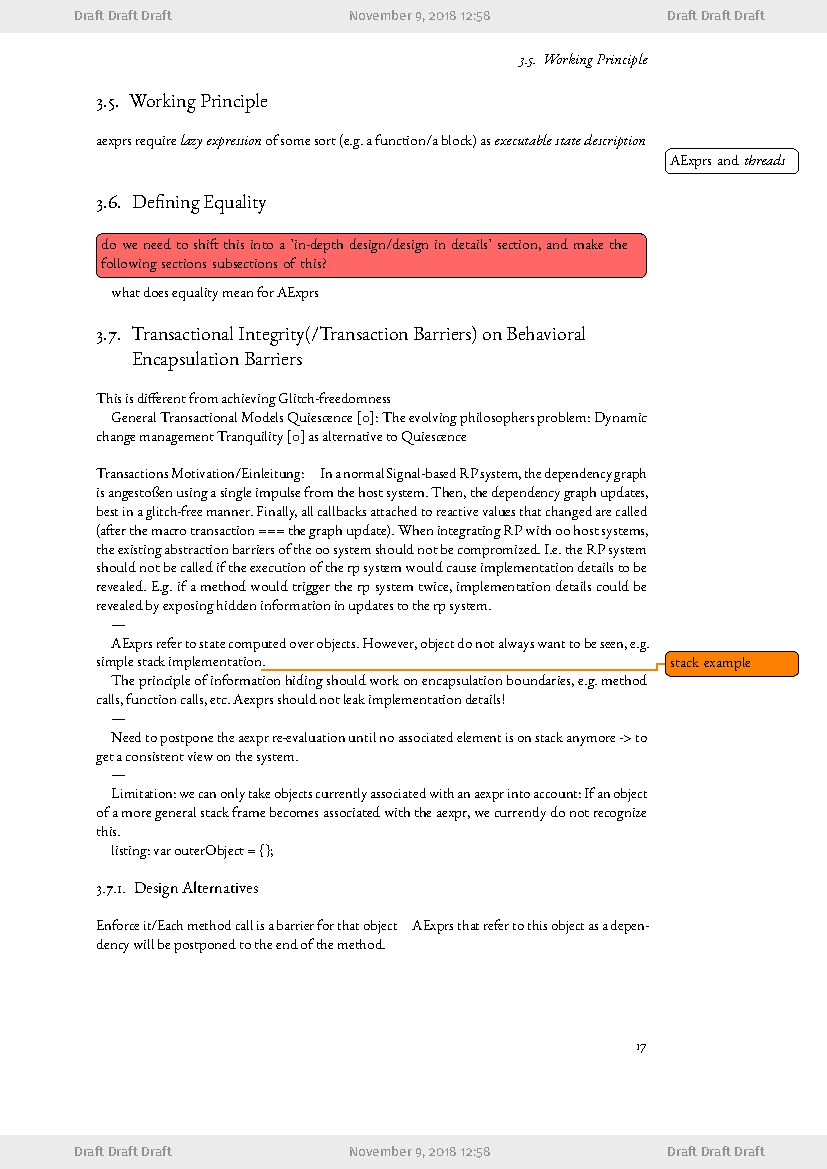 Draft Draft Draft November 9, 2018 12:58 Draft Draft Draft
3.5. Working Principle
3.5. Working Principle
aexprs require lazy expression of some sort (e.g. a function/a block) as executable state description
AExprs and threads
3.6. Defining Equality
do we need to shift this into a 'in-depth design/design in details' section, and make the
following sections subsections of this?
what does equality mean for AExprs
3.7. Transactional Integrity(/Transaction Barriers) on Behavioral
Encapsulation Barriers
This is different from achieving Glitch-freedomness
General Transactional Models Quiescence [0]: The evolving philosophers problem: Dynamic
change management Tranquility [0] as alternative to Quiescence
Transactions Motivation/Einleitung: In a normal Signal-based RP system, the dependency graph
is angestoßen using a single impulse from the host system. Then, the dependency graph updates,
best in a glitch-free manner. Finally, all callbacks attached to reactive values that changed are called
(after the macro transaction === the graph update). When integrating RP with oo host systems,
the existing abstraction barriers of the oo system should not be compromized. I.e. the RP system
should not be called if the execution of the rp system would cause implementation details to be
revealed. E.g. if a method would trigger the rp system twice, implementation details could be
revealed by exposing hidden information in updates to the rp system.
—
AExprs refer to state computed over objects. However, object do not always want to be seen, e.g.
simple stack implementation.
stack example
The principle of information hiding should work on encapsulation boundaries, e.g. method
calls, function calls, etc. Aexprs should not leak implementation details!
—
Need to postpone the aexpr re-evaluation until no associated element is on stack anymore -> to
get a consistent view on the system.
—
Limitation: we can only take objects currently associated with an aexpr into account: If an object
of a more general stack frame becomes associated with the aexpr, we currently do not recognize
this.
listing: var outerObject = {};
3.7.1. Design Alternatives
Enforce it/Each method call is a barrier for that object AExprs that refer to this object as a depen-
dency will be postponed to the end of the method.
17
Draft Draft Draft November 9, 2018 12:58 Draft Draft Draft